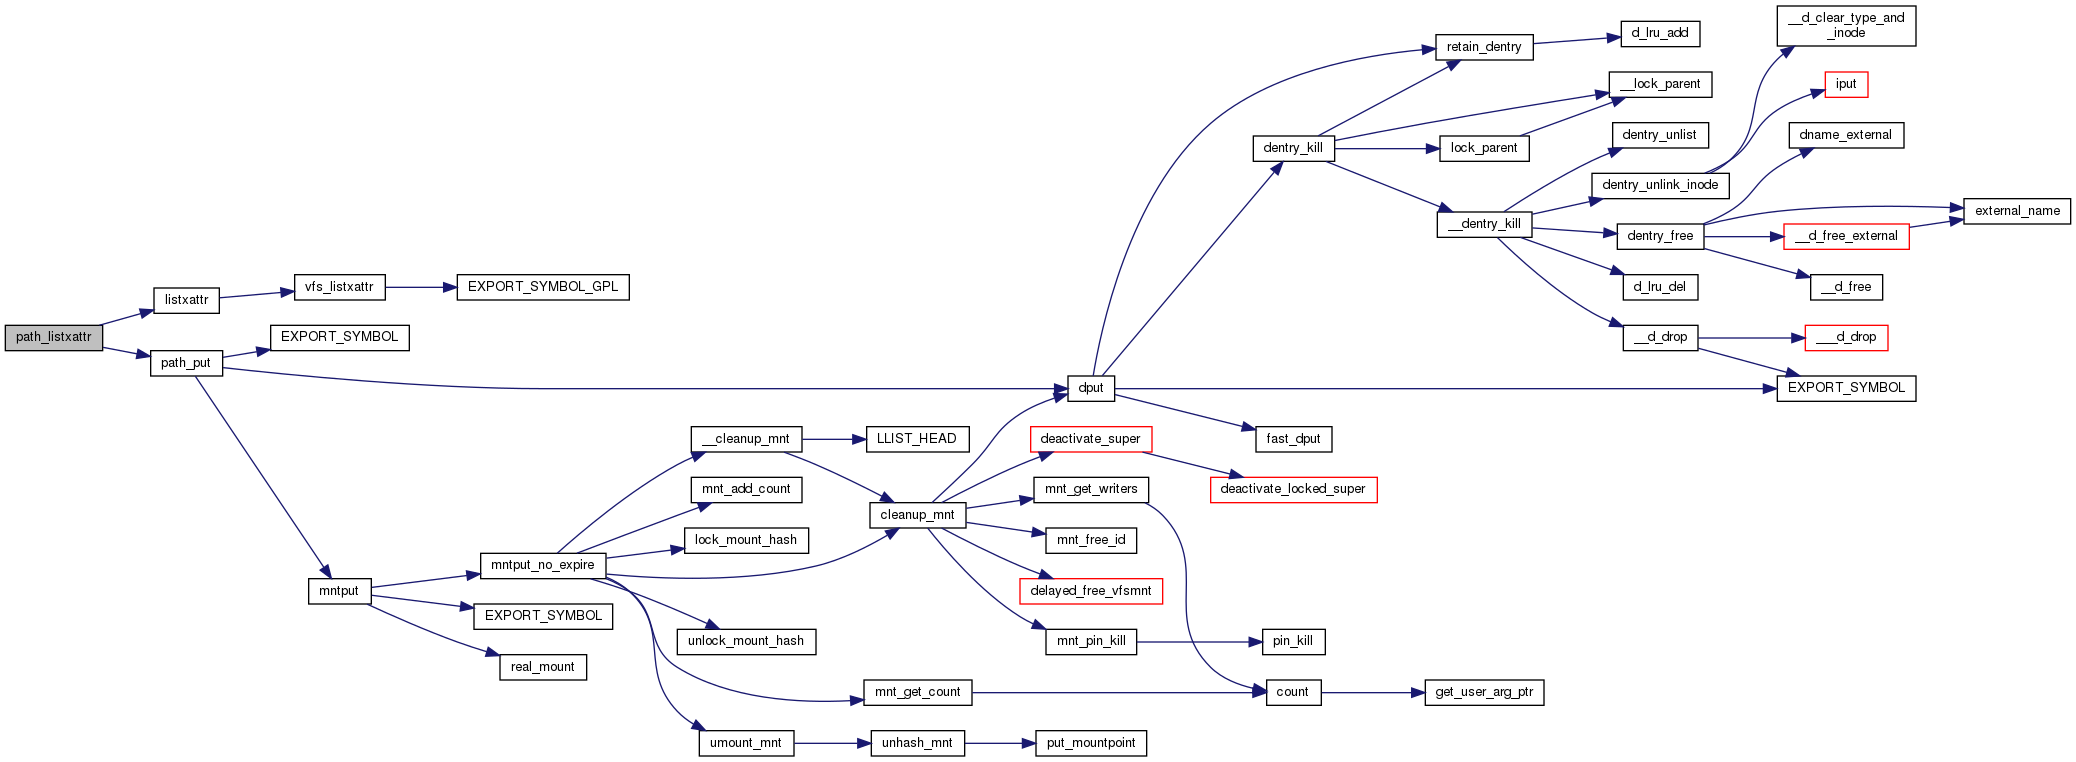 path_listxattr
listxattr
vfs_listxattr
EXPORT_SYMBOL_GPL
path_put
EXPORT_SYMBOL
mntput
mntput_no_expire
EXPORT_SYMBOL
real_mount
__cleanup_mnt
LLIST_HEAD
mnt_add_count
lock_mount_hash
cleanup_mnt
unlock_mount_hash
mnt_get_count
umount_mnt
unhash_mnt
put_mountpoint
dput
deactivate_super
deactivate_locked_super
mnt_get_writers
mnt_free_id
delayed_free_vfsmnt
mnt_pin_kill
pin_kill
count
get_user_arg_ptr
retain_dentry
d_lru_add
dentry_kill
__lock_parent
lock_parent
__dentry_kill
dentry_unlist
dentry_unlink_inode
__d_clear_type_and
_inode
iput
dentry_free
dname_external
external_name
__d_free_external
__d_free
d_lru_del
__d_drop
___d_drop
EXPORT_SYMBOL
fast_dput